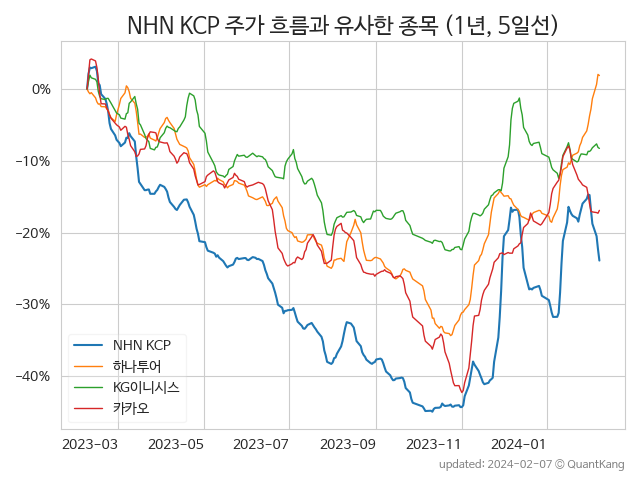 NHN KCP 주가 흐름과 유사한 종목 (1년, 5일선)
0%
−10%
−20%
−30%
−40%
NHN KCP
하나투어
KG이니시스
카카오
2023-03 2023-05 2023-07 2023-09 2023-11 2024-01
updated: 2024-02-07 © QuantKang